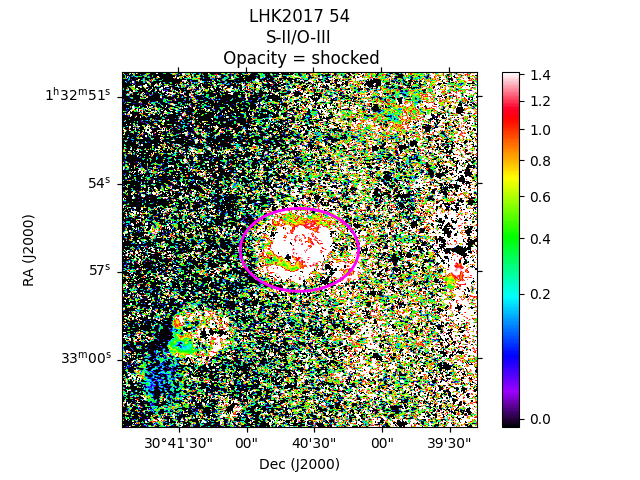 LHK2017 54
S-II/O-III
Opacity = shocked
1ʰ32ᵐ51ˢ
54ˢ
57ˢ
33ᵐ00ˢ
RA (J2000)
30°41'30" 00" 40'30" 00" 39'30"
Dec (J2000)
1.4
1.2
1.0
0.8
0.6
0.4
0.2
0.0